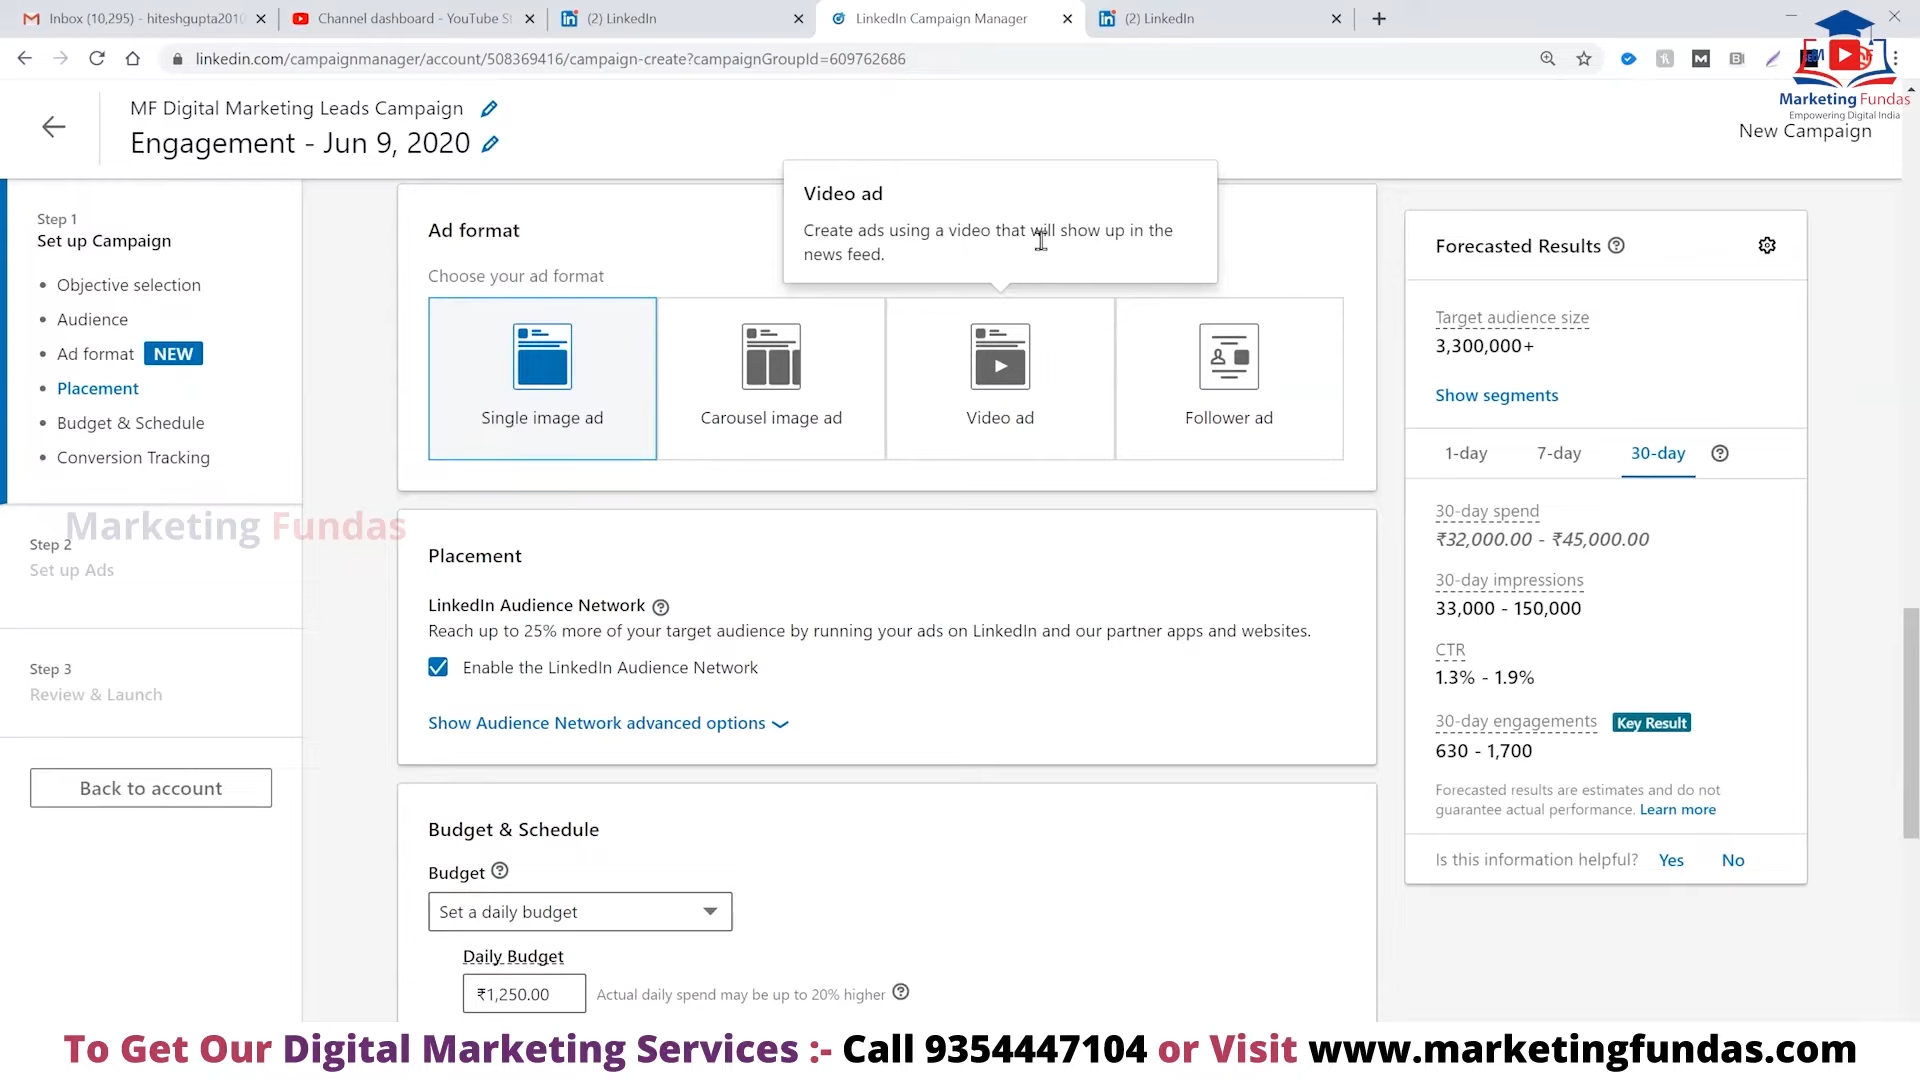 Inbox (10,295) - hiteshgupta2010
Channel dashboard - YouTube St
(2) LinkedIn
LinkedIn Campaign Manager
(2) LinkedIn
linkedin.com/campaignmanager/account/508369416/campaign-create?campaignGroupId=609762686
Marketing Fundas
Empowering Digital India
MF Digital Marketing Leads Campaign
Engagement - Jun 9, 2020
New Campaign
Step 1
Set up Campaign
• Objective selection
• Audience
• Ad format NEW
• Placement
• Budget & Schedule
• Conversion Tracking
Marketing Fundas
Step 2
Set up Ads
Step 3
Review & Launch
Back to account
Video ad
Create ads using a video that will show up in the
news feed.
Ad format
Choose your ad format
Single image ad
Carousel image ad
Video ad
Follower ad
Placement
LinkedIn Audience Network
Reach up to 25% more of your target audience by running your ads on LinkedIn and our partner apps and websites.
Enable the LinkedIn Audience Network
Show Audience Network advanced options
Budget & Schedule
Budget
Set a daily budget
Daily Budget
₹1,250.00
Actual daily spend may be up to 20% higher
Forecasted Results
Target audience size
3,300,000+
Show segments
1-day 7-day 30-day
30-day spend
₹32,000.00 - ₹45,000.00
30-day impressions
33,000 - 150,000
CTR
1.3% - 1.9%
30-day engagements Key Result
630 - 1,700
Forecasted results are estimates and do not
guarantee actual performance. Learn more
Is this information helpful? Yes No
To Get Our Digital Marketing Services :- Call 9354447104 or Visit www.marketingfundas.com